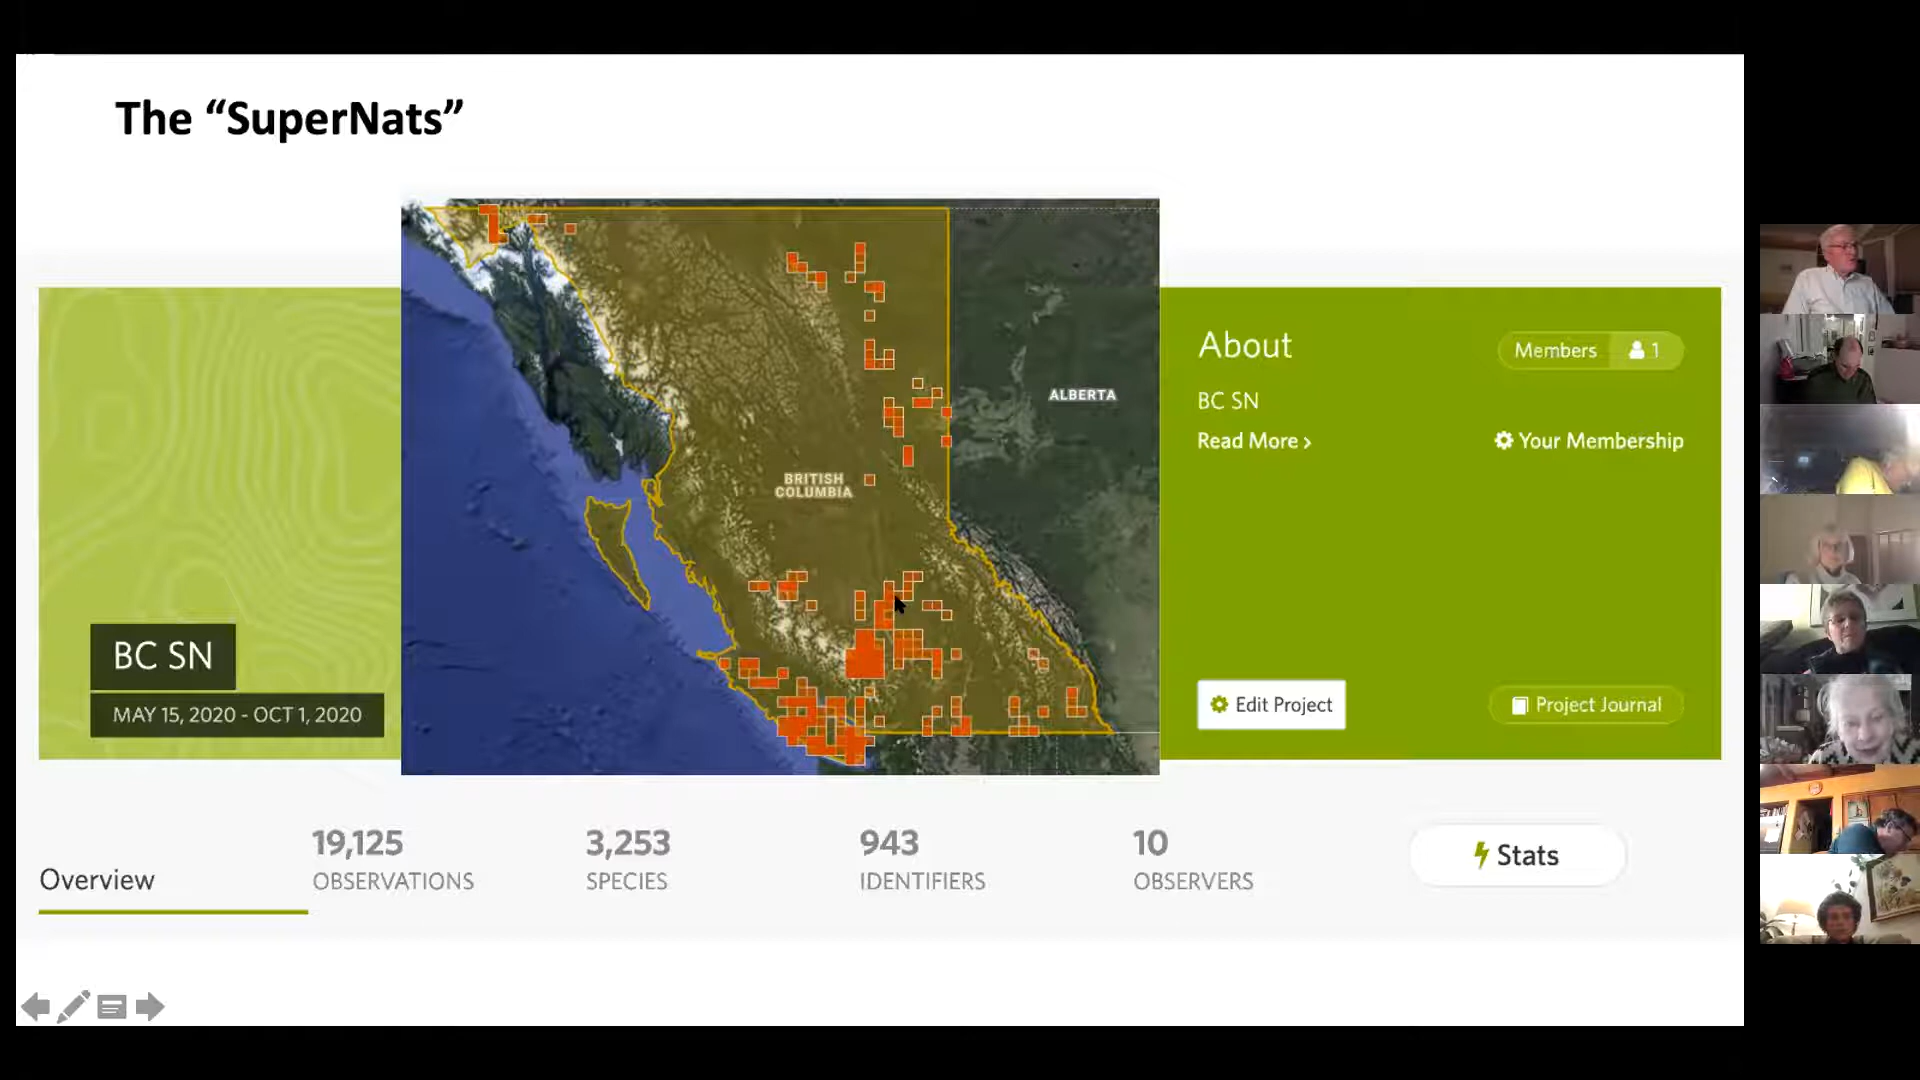 The “SuperNats”
ALBERTA
BRITISH
COLUMBIA
BC SN
MAY 15, 2020 - OCT 1, 2020
About
Members 1
BC SN
Read More ›
Your Membership
Edit Project
Project Journal
Overview
19,125
OBSERVATIONS
3,253
SPECIES
943
IDENTIFIERS
10
OBSERVERS
Stats